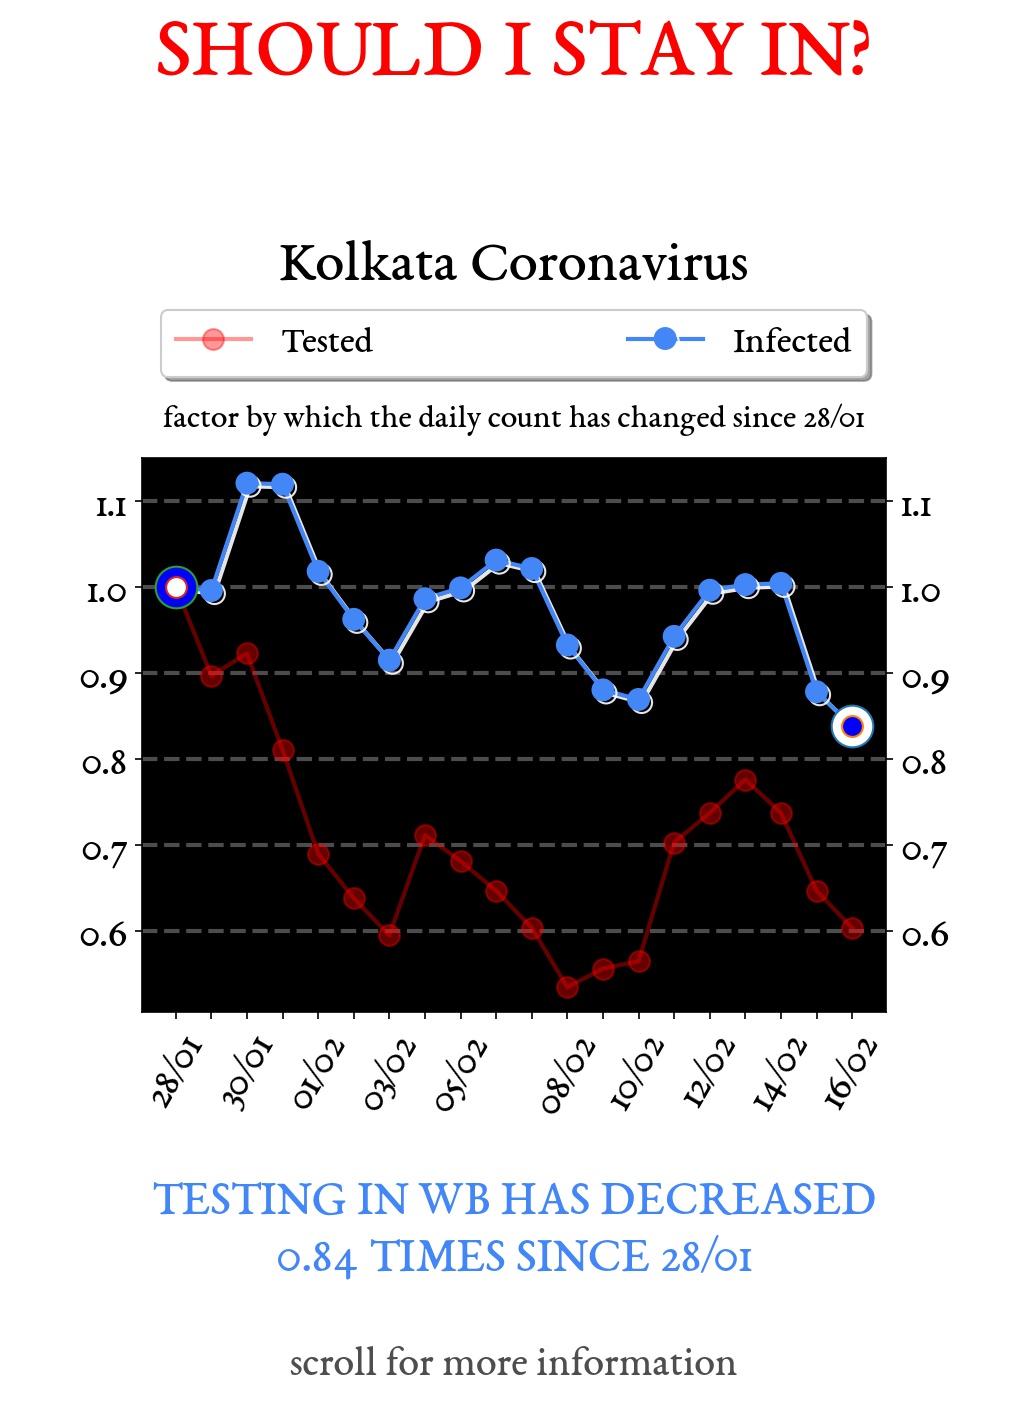 SHOULD I STAY IN?
Kolkata Coronavirus
Tested Infected
factor by which the daily count has changed since 28/01
1.1 1.1
1.0 1.0
0.9 0.9
0.8 0.8
0.7 0.7
0.6 0.6
28/01 30/01 01/02 03/02 05/02 08/02 10/02 12/02 14/02 16/02
TESTING IN WB HAS DECREASED
0.84 TIMES SINCE 28/01
scroll for more information